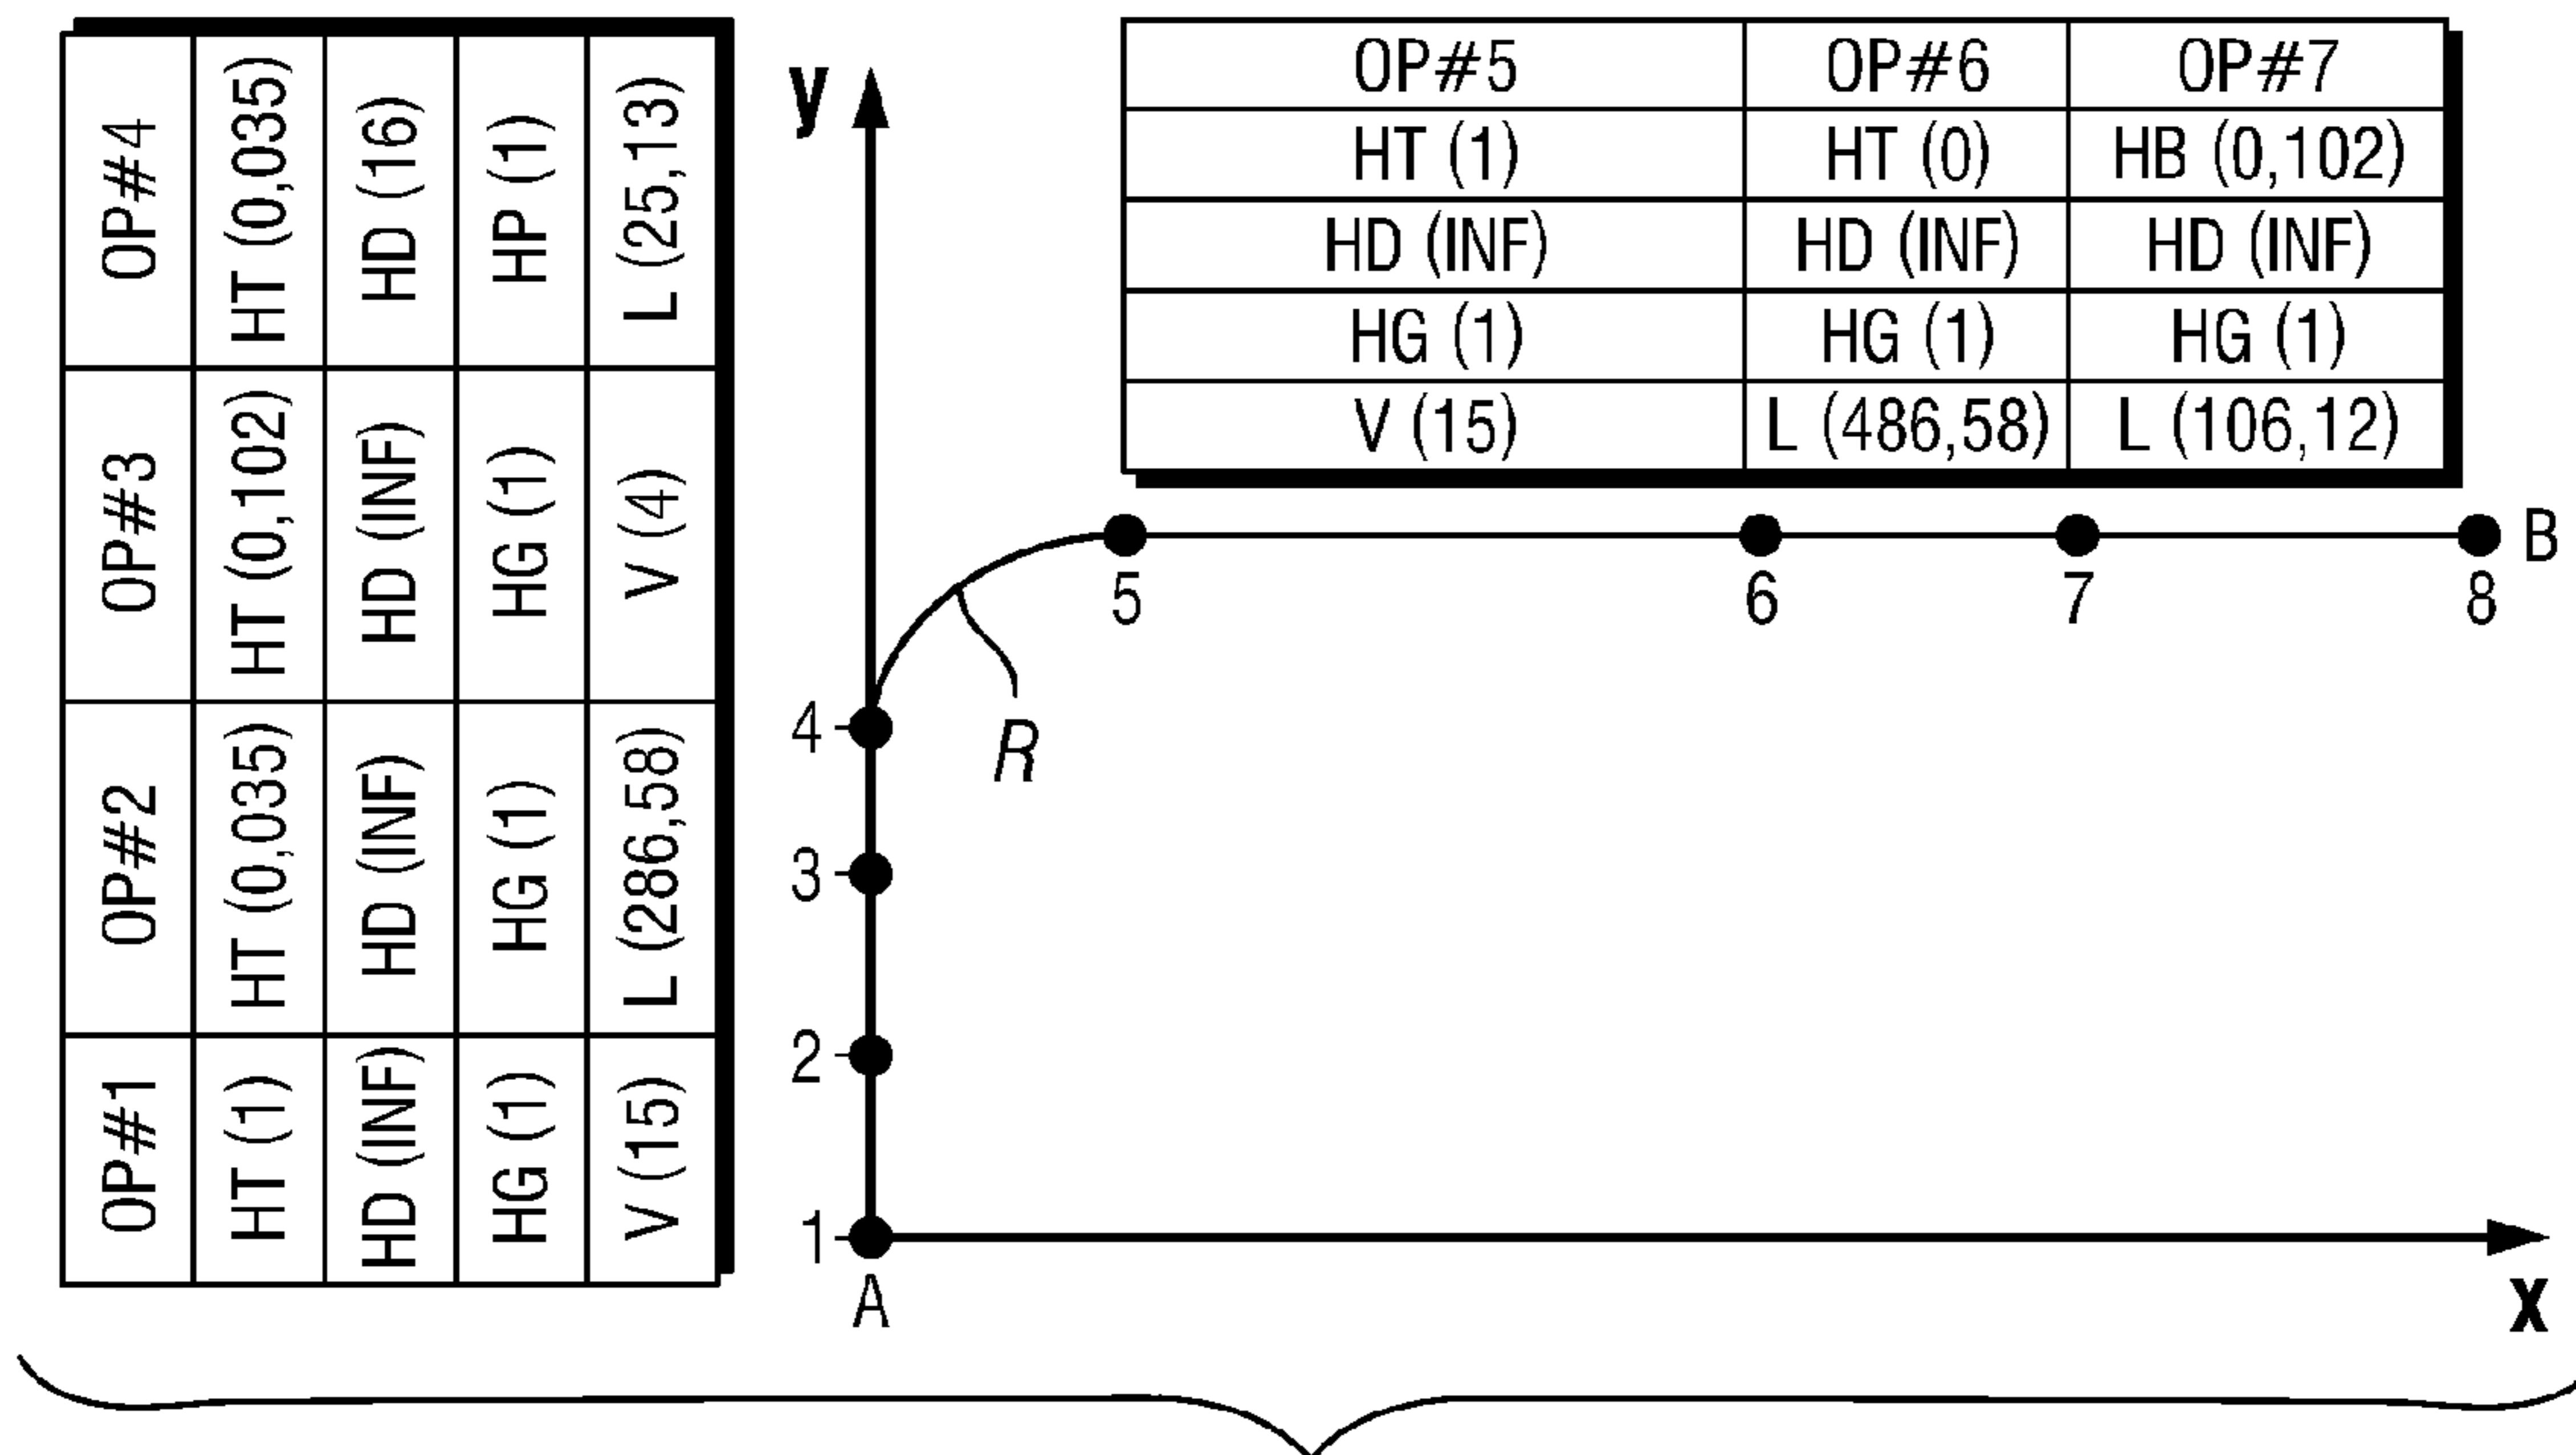 OP#4 HT (0,035) HD (16) HP (1) L (25,13)
OP#3 HT (0,102) HD (INF) HG (1) V (4)
OP#2 HT (0,035) HD (INF) HG (1) L (286,58)
OP#1 HT (1) HD (INF) HG (1) V (15)
y
OP#5 OP#6 OP#7
HT (1) HT (0) HB (0,102)
HD (INF) HD (INF) HD (INF)
HG (1) HG (1) HG (1)
V (15) L (486,58) L (106,12)
B
5 6 7 8
4
R
3
2
1
A
x